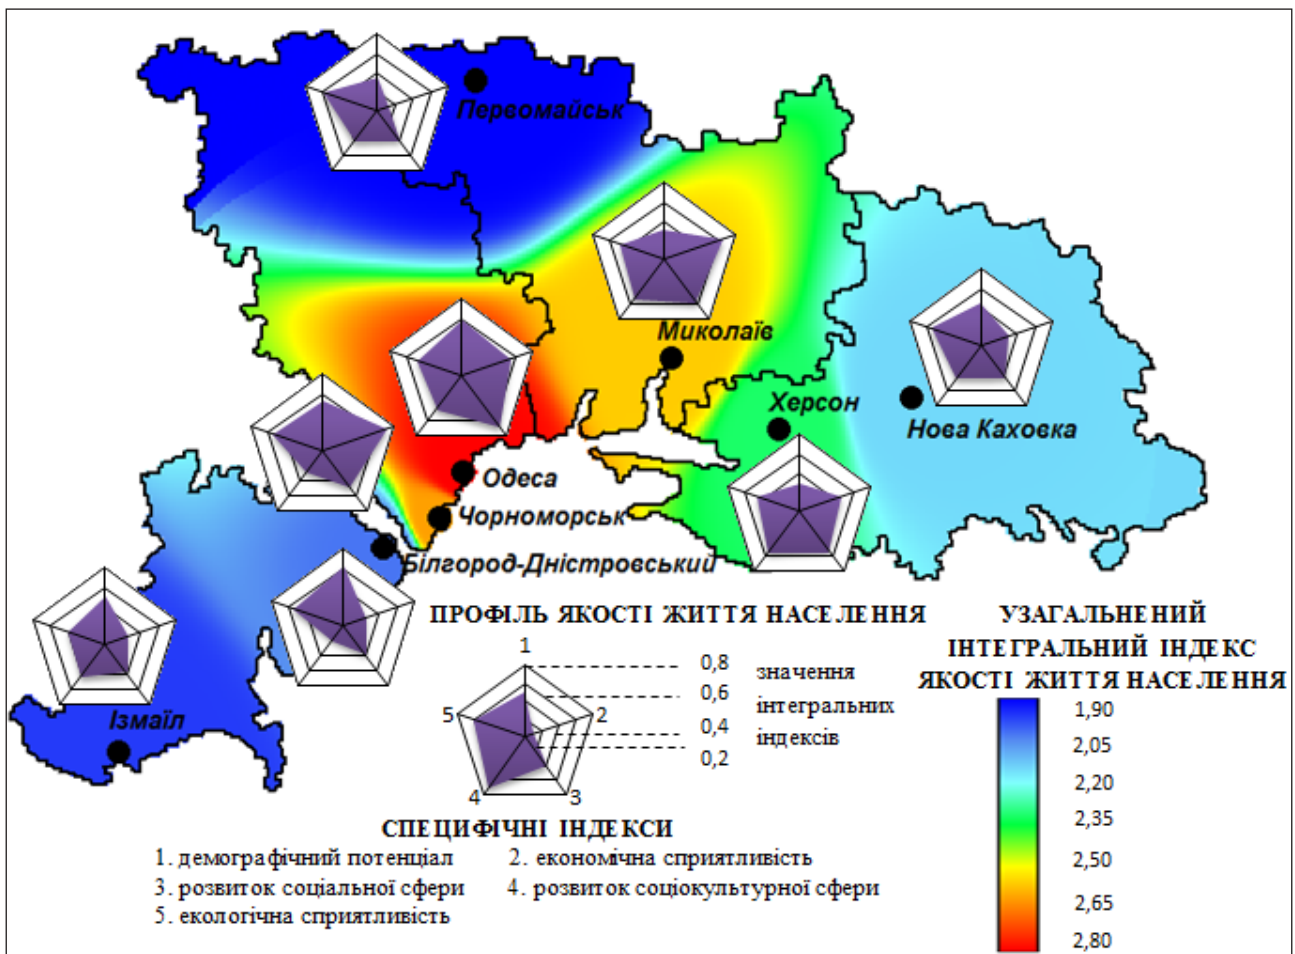 Первомайськ
Миколаїв
Херсон
Нова Каховка
Одеса
Чорноморськ
Білгород-Дністровський
Ізмаїл
ПРОФІЛЬ ЯКОСТІ ЖИТТЯ НАСЕЛЕННЯ
1
2
3
4
5
0,8
0,6
0,4
0,2
значення
інтегральних
індексів
УЗАГАЛЬНЕНИЙ
ІНТЕГРАЛЬНИЙ ІНДЕКС
ЯКОСТІ ЖИТТЯ НАСЕЛЕННЯ
1,90
2,05
2,20
2,35
2,50
2,65
2,80
СПЕЦИФІЧНІ ІНДЕКСИ
1. демографічний потенціал 2. економічна сприятливість
3. розвиток соціальної сфери 4. розвиток соціокультурної сфери
5. екологічна сприятливість